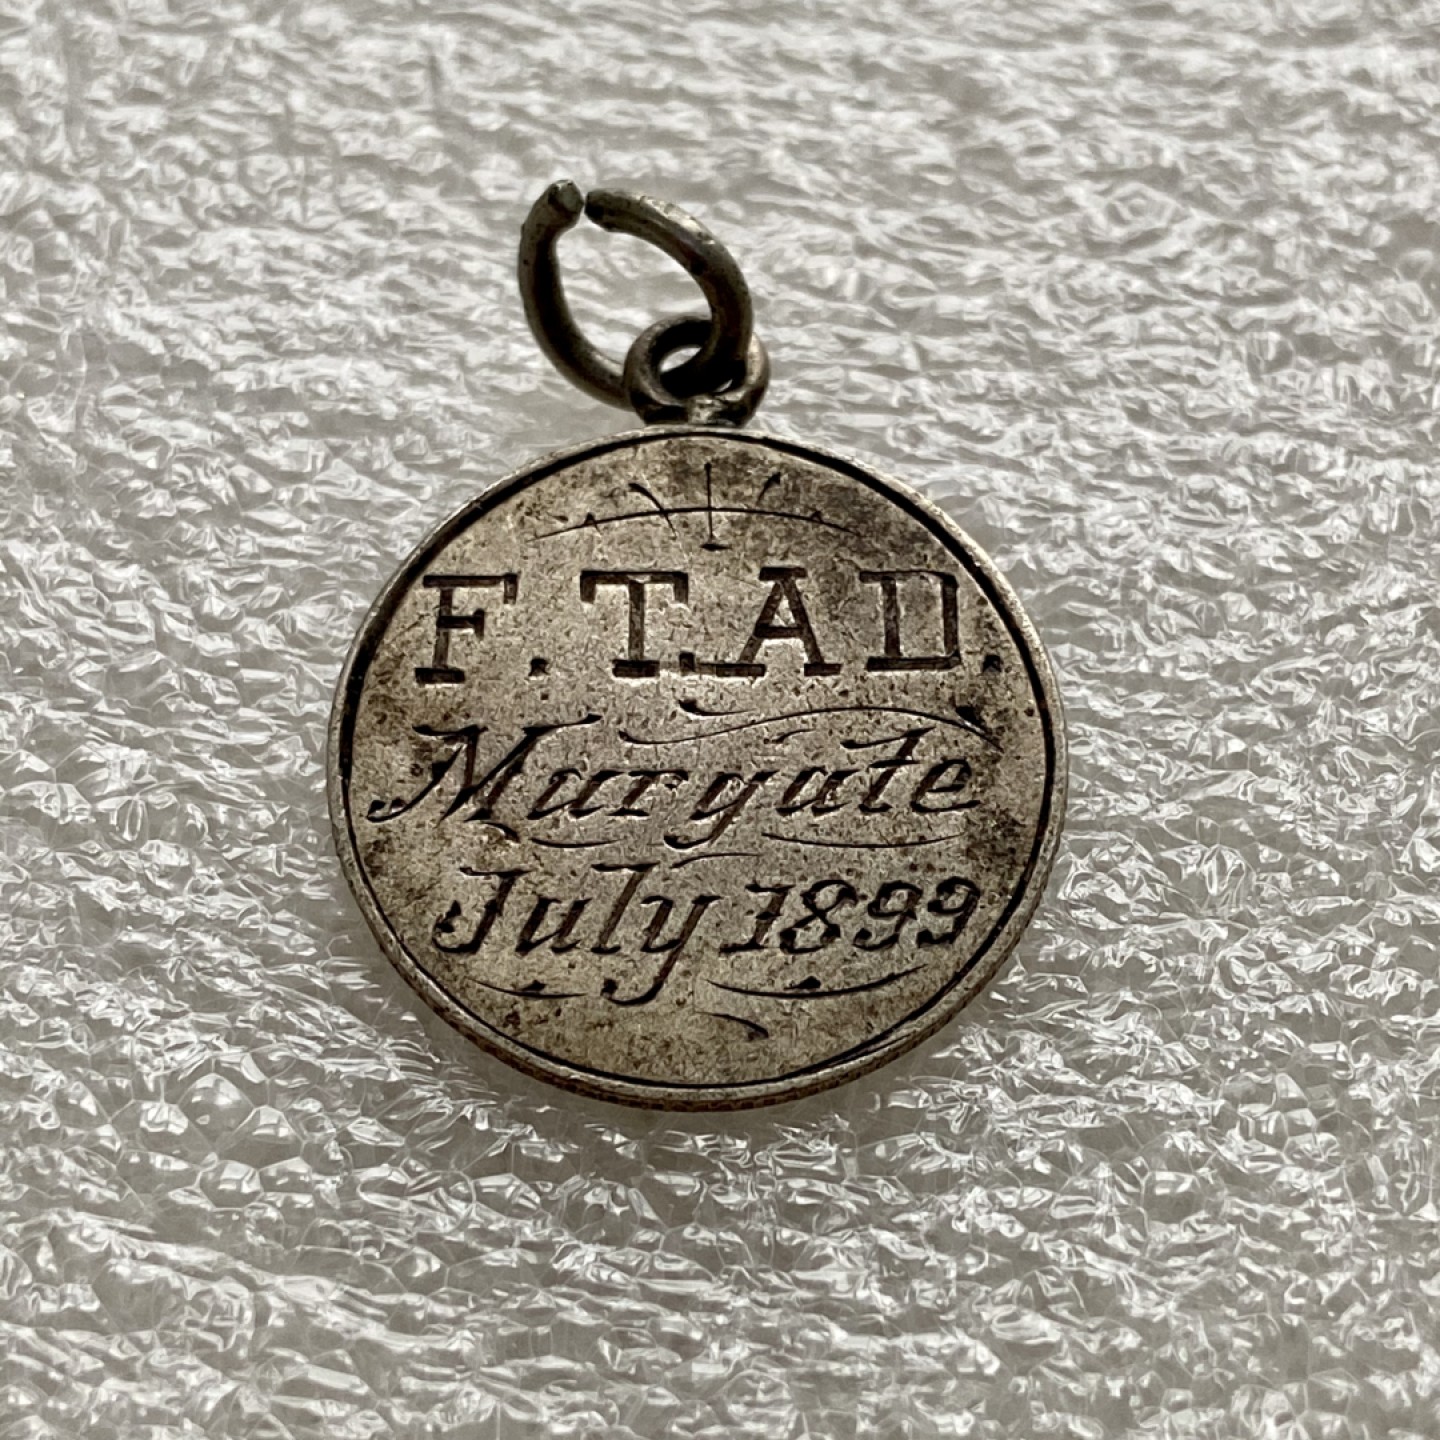 F. T. A D.
Margate
July 1899